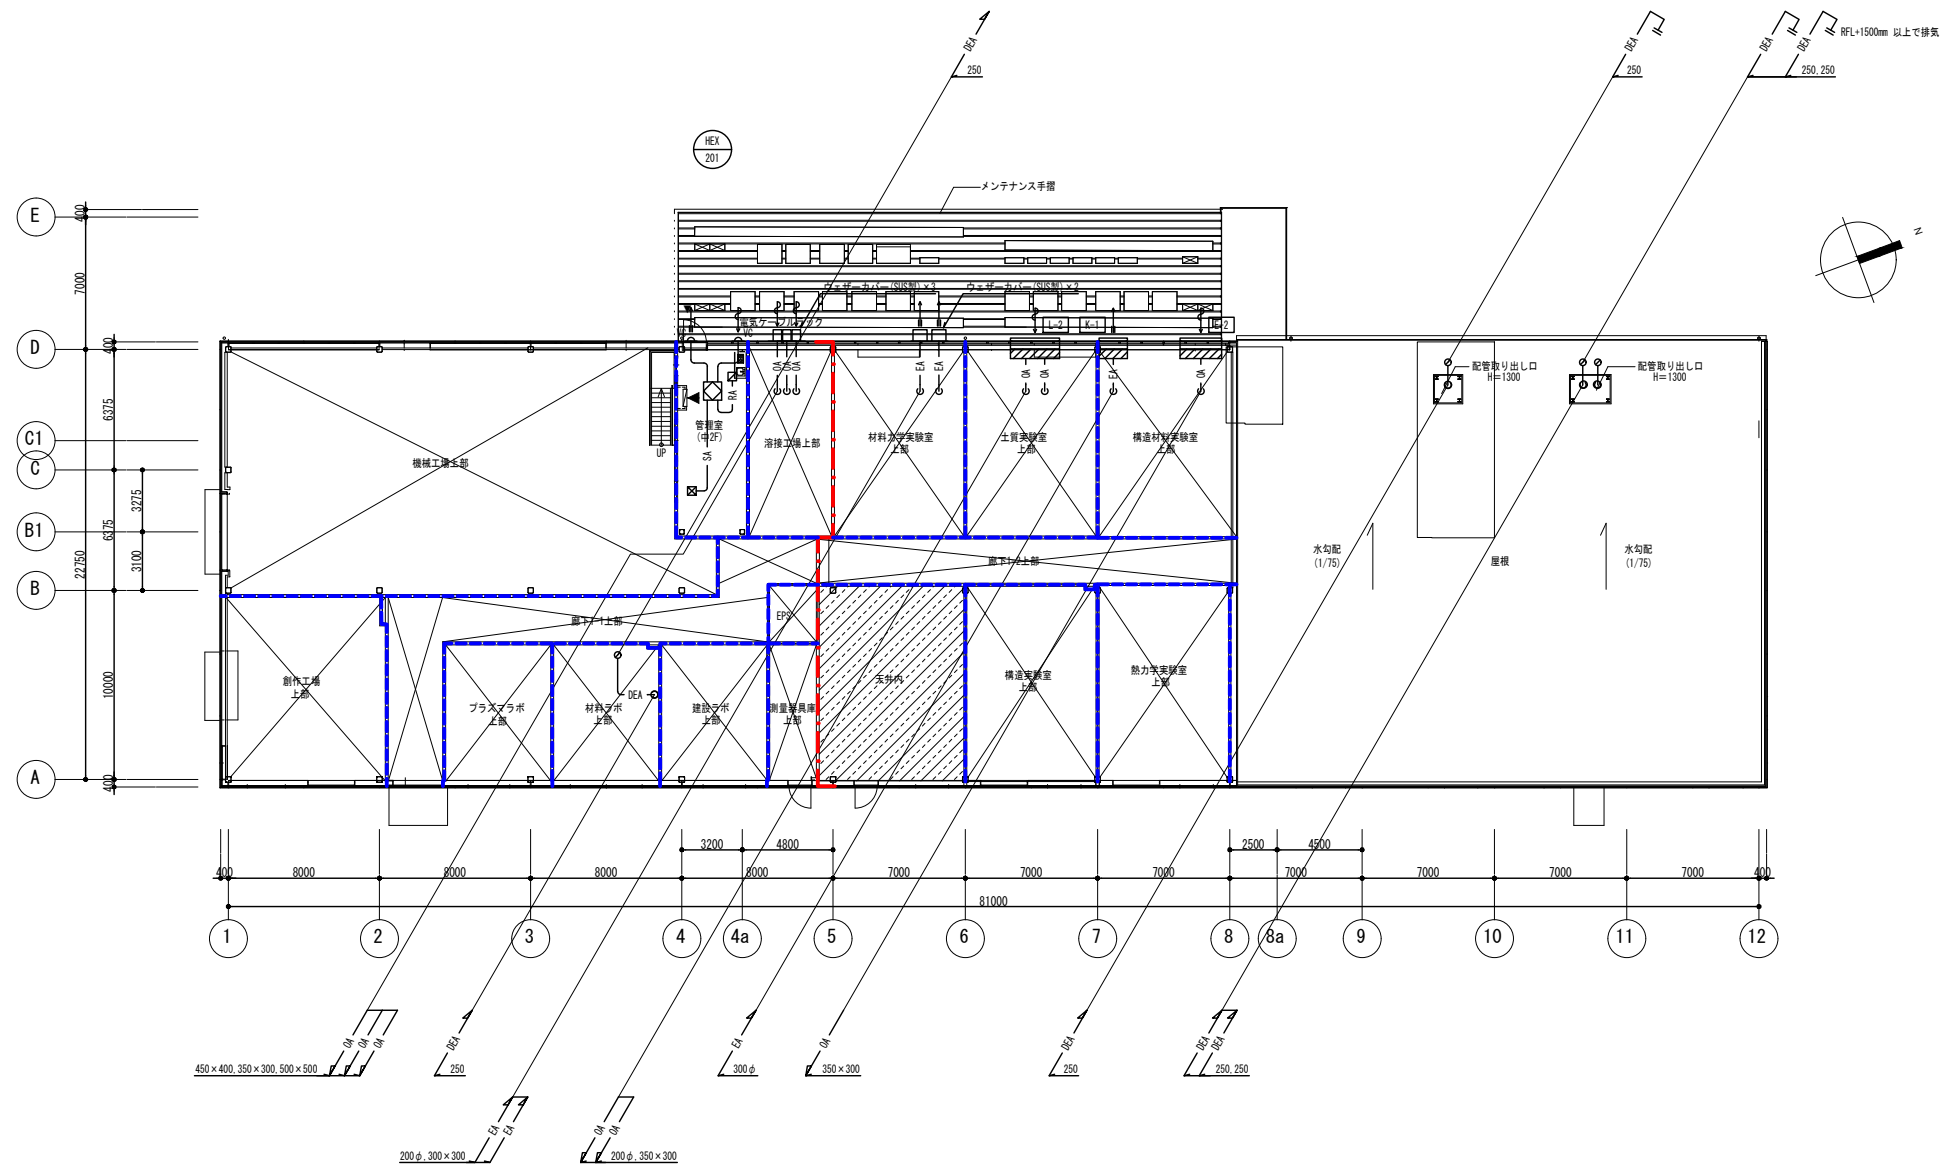 DEA
250
DEA
250
DEA
DEA
250, 250
RFL+1500mm 以上で排気
HEX
201
メンテナンス手摺
N
E
D
C1
C
B1
B
A
400
7000
400
6375
6375
10000
400
22750
3275
3100
ウェザーカバー(SUS製)×3
ウェザーカバー(SUS製)×2
電気ケーブルラック
VC
L-2
K-1
E-2
OA
OA
OA
EA
EA
OA
OA
EA
OA
RA
SA
UP
管理室
(中2F)
機械工場上部
溶接工場上部
材料力学実験室
上部
土質実験室
上部
構造材料実験室
上部
配管取り出し口
H=1300
配管取り出し口
H=1300
水勾配
(1/75)
屋根
水勾配
(1/75)
廊下1-2上部
廊下1-1上部
EPS
創作工場
上部
プラズマラボ
上部
材料ラボ
上部
DEA
建設ラボ
上部
測量器具庫
上部
天井内
構造実験室
上部
熱力学実験室
上部
3200
4800
2500
4500
400
8000
8000
8000
8000
7000
7000
7000
7000
7000
7000
7000
400
81000
1
2
3
4
4a
5
6
7
8
8a
9
10
11
12
OA
OA
OA
450×400, 350×300, 500×500
DEA
250
EA
300φ
OA
350×300
DEA
250
DEA
DEA
250, 250
EA
EA
200φ, 300×300
OA
OA
200φ, 350×300